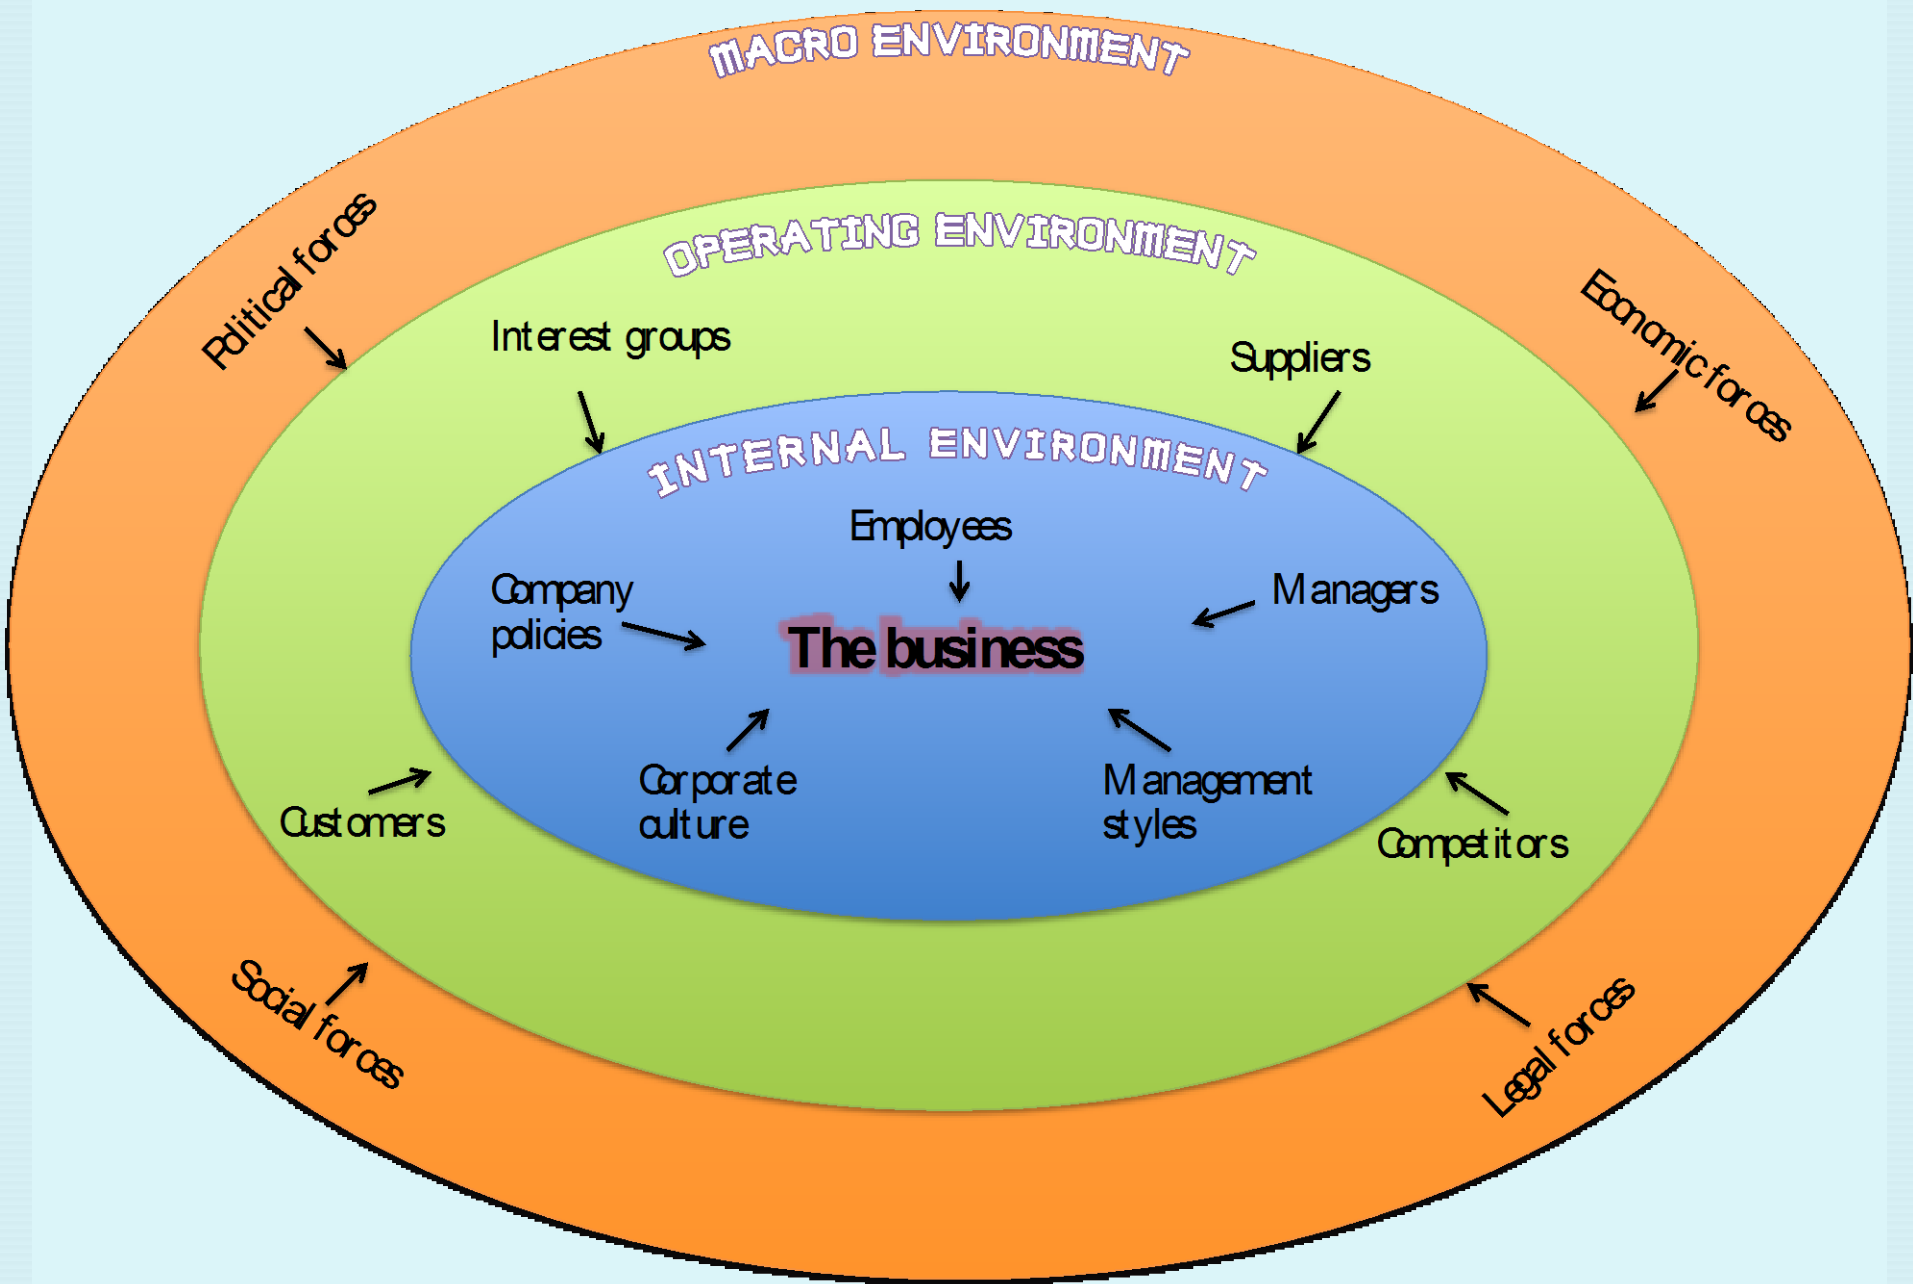 MACRO ENVIRONMENT
Political forces
Economic forces
OPERATING ENVIRONMENT
Interest groups
Suppliers
INTERNAL ENVIRONMENT
Employees
Company
policies
Managers
The business
Corporate
culture
Management
styles
Customers
Competitors
Social forces
Legal forces